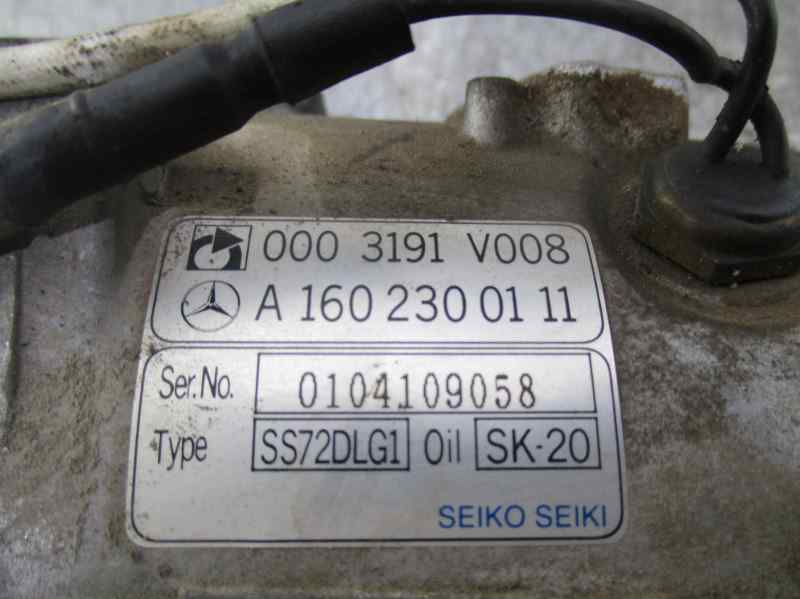 000 3191 V008
A 160 230 01 11
Ser.No. 0104109058
Type SS72DLG1 Oil SK-20
SEIKO SEIKI